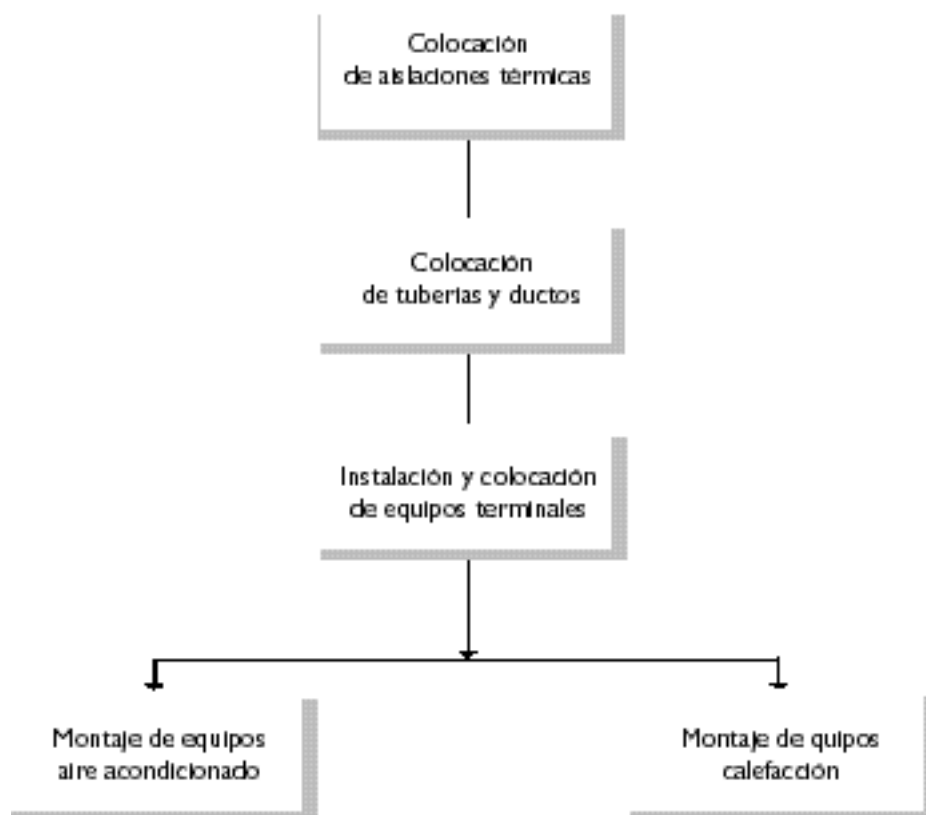 Colocación
de aislaciones térmicas
Colocación
de tuberías y ductos
Instalación y colocación
de equipos terminales
Montaje de equipos
aire acondicionado
Montaje de quipos
calefacción